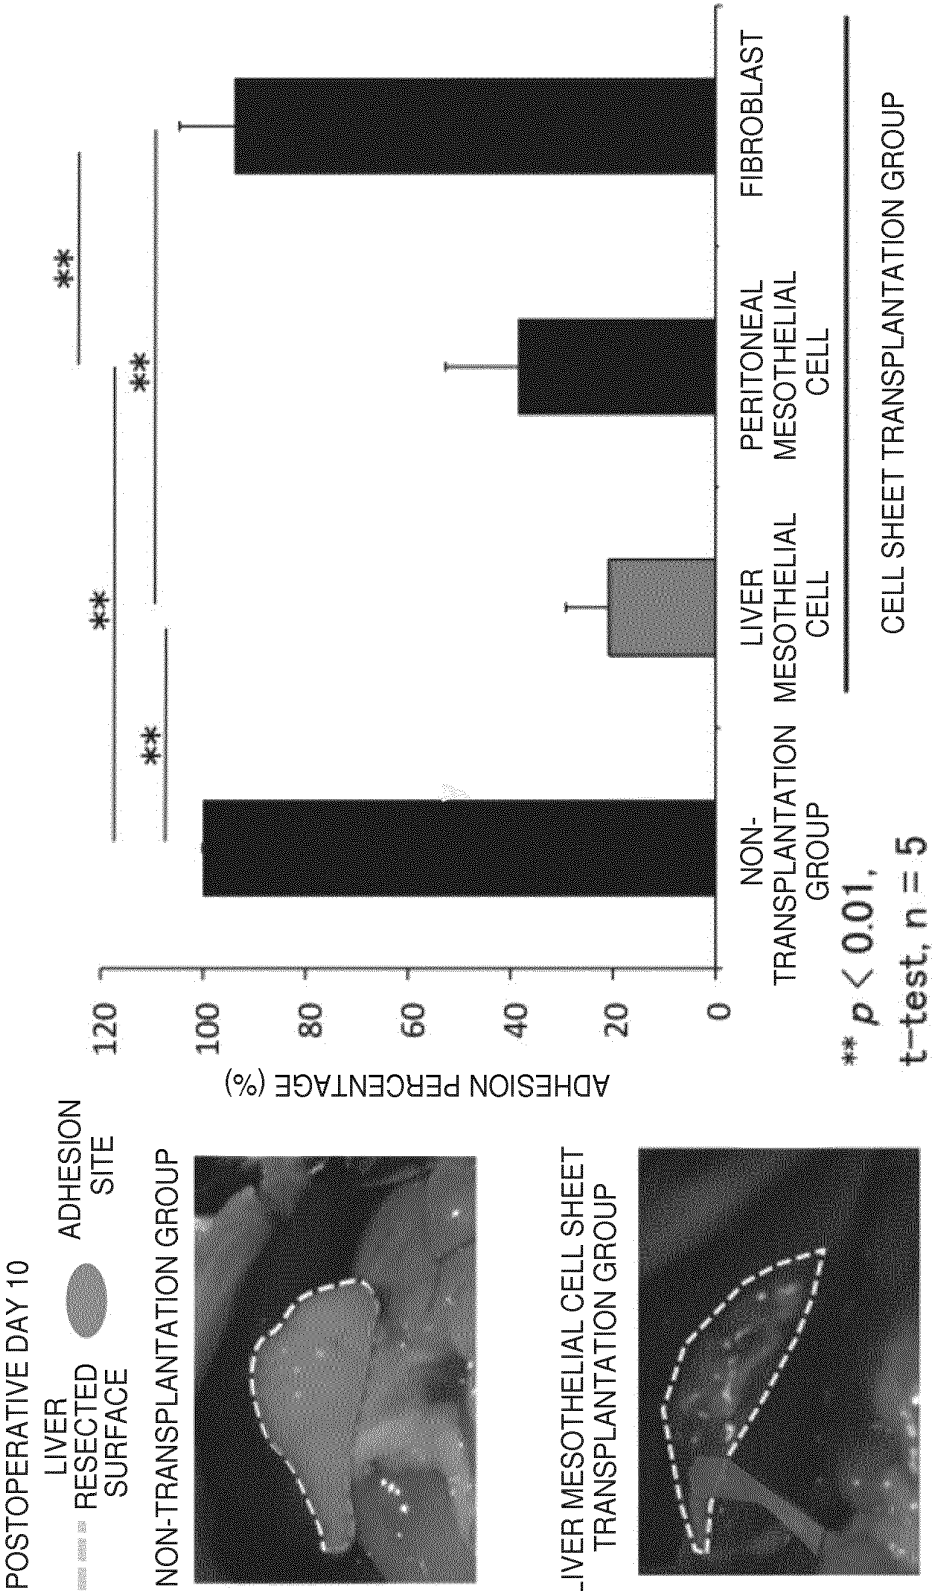 POSTOPERATIVE DAY 10
LIVER
RESECTED
SURFACE
ADHESION
SITE
NON-TRANSPLANTATION GROUP
LIVER MESOTHELIAL CELL SHEET
TRANSPLANTATION GROUP
ADHESION PERCENTAGE (%)
120
100
80
60
40
20
0
**
**
**
**
NON-
TRANSPLANTATION
GROUP
LIVER
MESOTHELIAL
CELL
PERITONEAL
MESOTHELIAL
CELL
FIBROBLAST
CELL SHEET TRANSPLANTATION GROUP
** p < 0.01,
t-test, n = 5